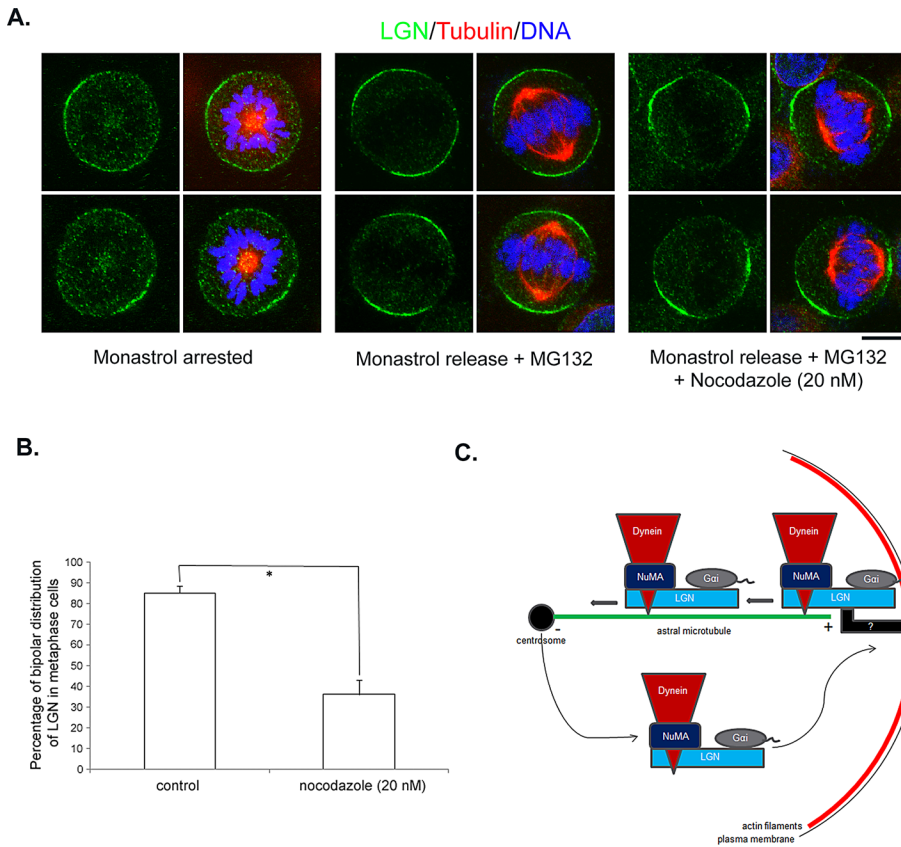 A.
LGN/Tubulin/DNA
Monastrol arrested
Monastrol release + MG132
Monastrol release + MG132
+ Nocodazole (20 nM)
B.
Percentage of bipolar distribution
of LGN in metaphase cells
100
90
80
70
60
50
40
30
20
10
0
*
control
nocodazole (20 nM)
C.
Dynein
NuMA
Gαi
LGN
Dynein
NuMA
Gαi
LGN
-
+
?
centrosome
astral microtubule
Dynein
NuMA
Gαi
LGN
actin filaments
plasma membrane